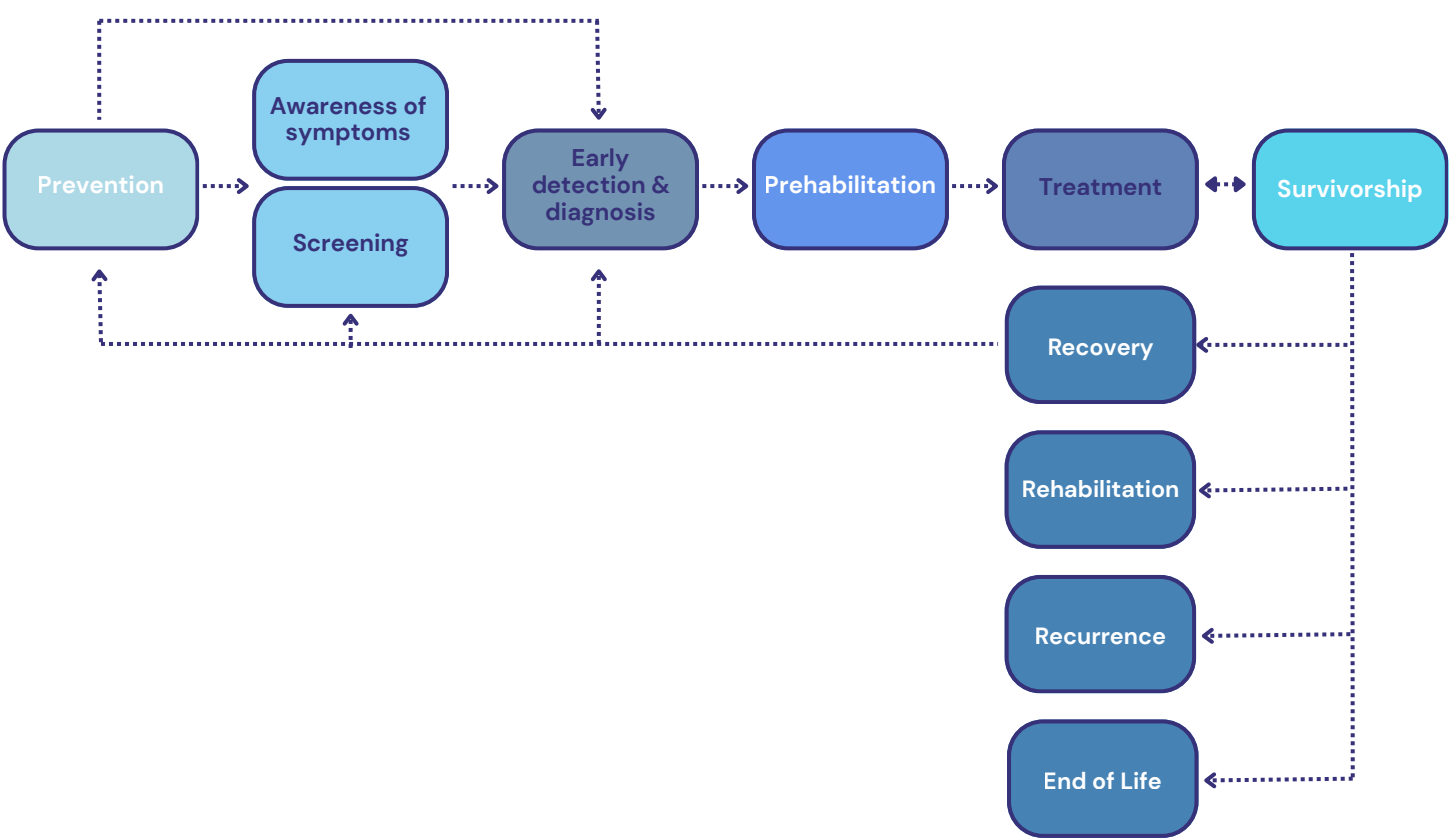 Prevention
Awareness of
symptoms
Screening
Early
detection &
diagnosis
Prehabilitation
Treatment
Survivorship
Recovery
Rehabilitation
Recurrence
End of Life